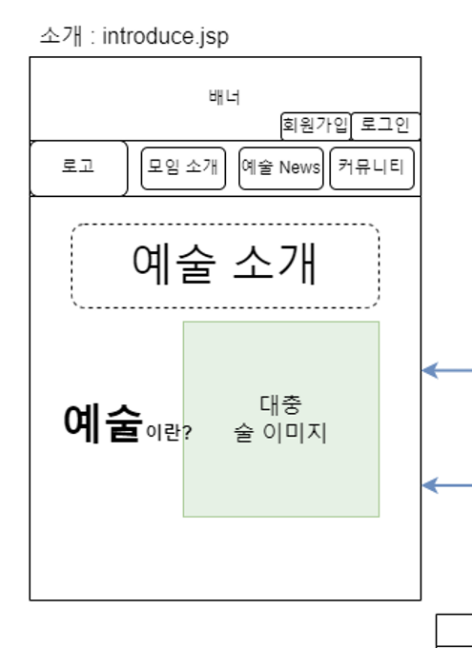 소개 : introduce.jsp
배너
회원가입 로그인
로고 모임 소개 예술 News 커뮤니티
예술 소개
대충
예술이란? 술 이미지